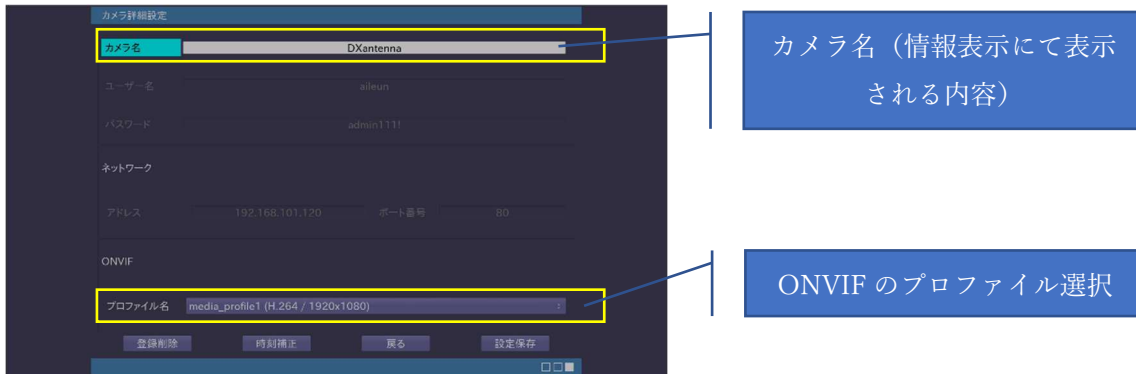 カメラ詳細設定
カメラ名 DXantenna
ユーザー名 aileun
パスワード admin111!
ネットワーク
アドレス 192.168.101.120 ポート番号 80
ONVIF
プロファイル名 media_profile1 (H.264 / 1920x1080)
登録削除 時刻補正 戻る 設定保存
カメラ名（情報表示にて表示
される内容）
ONVIF のプロファイル選択